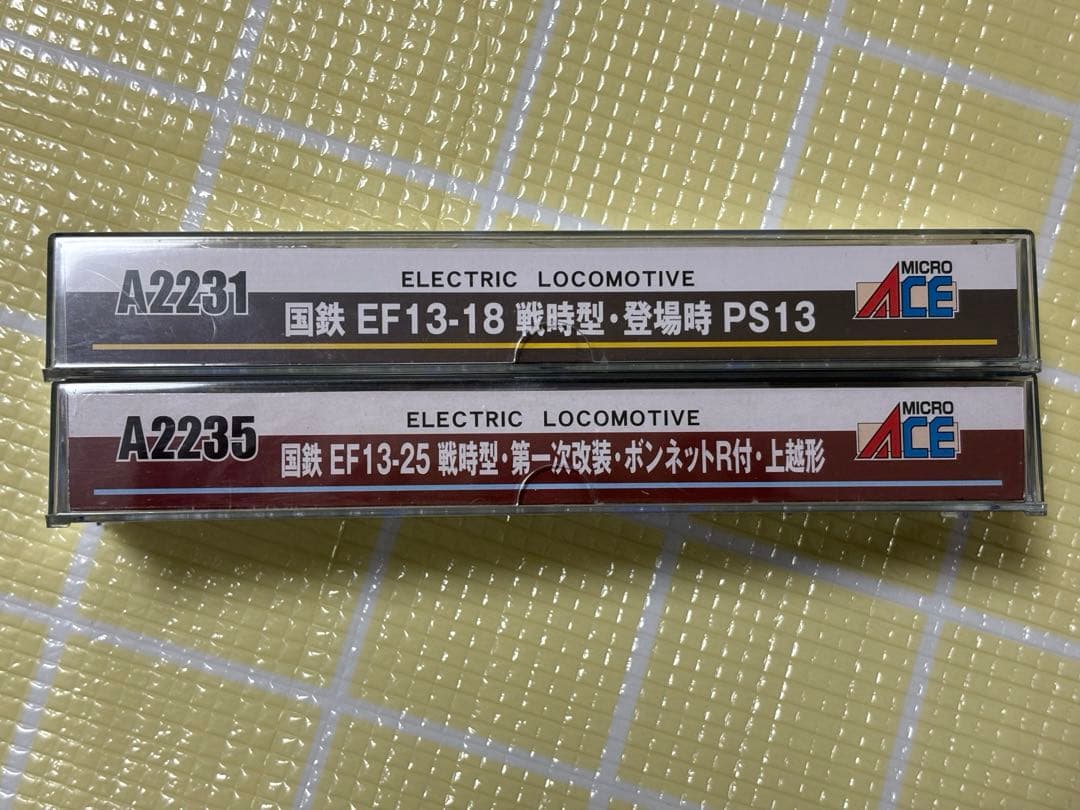 A2231
ELECTRIC LOCOMOTIVE
国鉄 EF13-18 戦時型・登場時 PS13
MICRO
ACE
A2235
ELECTRIC LOCOMOTIVE
国鉄 EF13-25 戦時型・第一次改装・ボンネットR付・上越形
MICRO
ACE